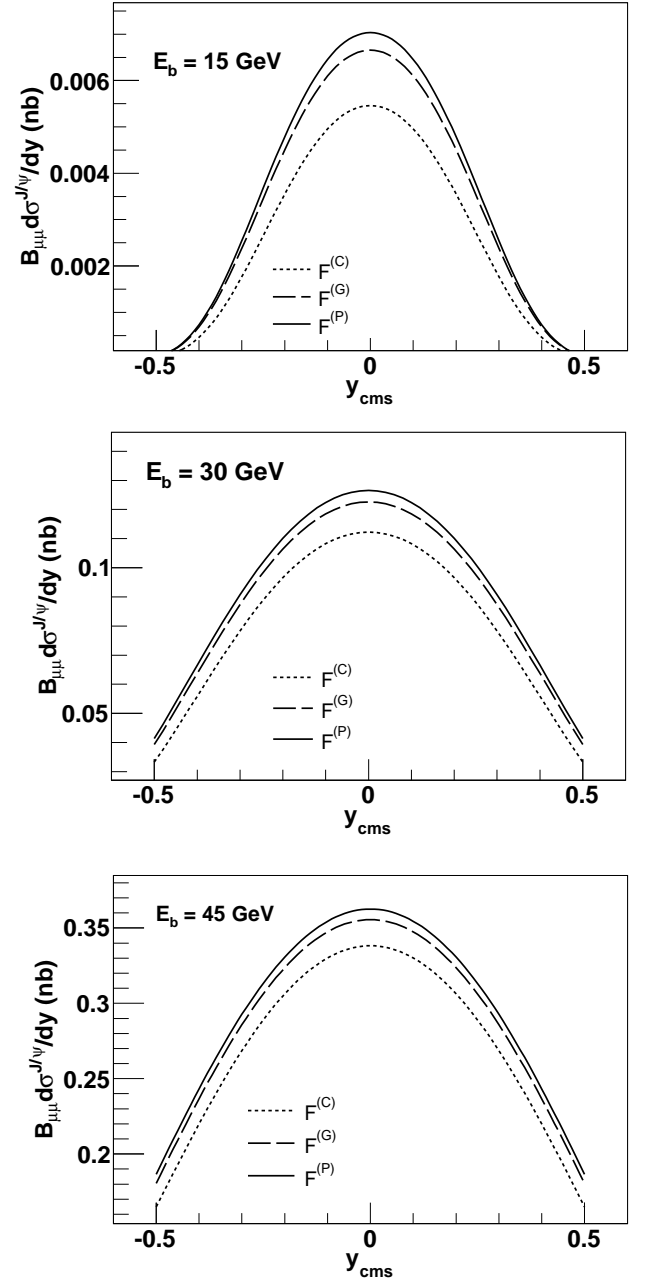 E_b = 15 GeV
B_μμ dσ^J/ψ/dy (nb)
0.006
0.004
0.002
F^(C)
F^(G)
F^(P)
-0.5 0 0.5
y_cms
E_b = 30 GeV
B_μμ dσ^J/ψ/dy (nb)
0.1
0.05
F^(C)
F^(G)
F^(P)
-0.5 0 0.5
y_cms
E_b = 45 GeV
B_μμ dσ^J/ψ/dy (nb)
0.35
0.3
0.25
0.2
F^(C)
F^(G)
F^(P)
-0.5 0 0.5
y_cms